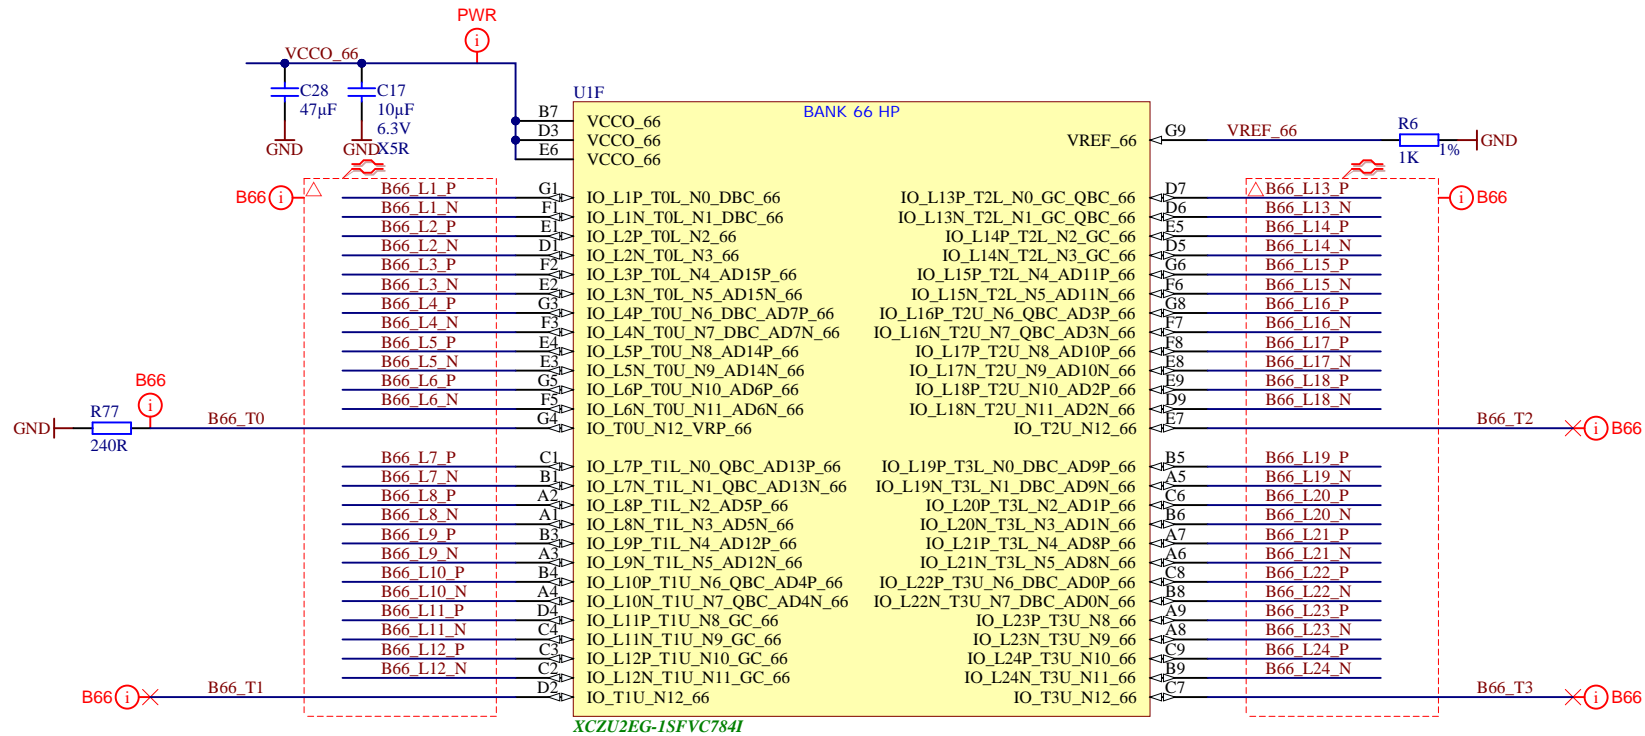 PWR
i
VCCO_66
C28
47µF
GND
C17
10µF
6.3V
X5R
GND
U1F
BANK 66 HP
B7 VCCO_66
D3 VCCO_66
E6 VCCO_66
VREF_66 G9 VREF_66
R6
1K
1%
GND
B66 i
i B66
B66_L1_P G1 IO_L1P_T0L_N0_DBC_66
B66_L1_N F1 IO_L1N_T0L_N1_DBC_66
B66_L2_P E1 IO_L2P_T0L_N2_66
B66_L2_N D1 IO_L2N_T0L_N3_66
B66_L3_P F2 IO_L3P_T0L_N4_AD15P_66
B66_L3_N E2 IO_L3N_T0L_N5_AD15N_66
B66_L4_P G3 IO_L4P_T0U_N6_DBC_AD7P_66
B66_L4_N F3 IO_L4N_T0U_N7_DBC_AD7N_66
B66_L5_P E4 IO_L5P_T0U_N8_AD14P_66
B66_L5_N E3 IO_L5N_T0U_N9_AD14N_66
B66_L6_P G5 IO_L6P_T0U_N10_AD6P_66
B66_L6_N F5 IO_L6N_T0U_N11_AD6N_66
B66
i
GND
R77
240R
B66_T0 G4 IO_T0U_N12_VRP_66
B66_L7_P C1 IO_L7P_T1L_N0_QBC_AD13P_66
B66_L7_N B1 IO_L7N_T1L_N1_QBC_AD13N_66
B66_L8_P A2 IO_L8P_T1L_N2_AD5P_66
B66_L8_N A1 IO_L8N_T1L_N3_AD5N_66
B66_L9_P B3 IO_L9P_T1L_N4_AD12P_66
B66_L9_N A3 IO_L9N_T1L_N5_AD12N_66
B66_L10_P B4 IO_L10P_T1U_N6_QBC_AD4P_66
B66_L10_N A4 IO_L10N_T1U_N7_QBC_AD4N_66
B66_L11_P D4 IO_L11P_T1U_N8_GC_66
B66_L11_N C4 IO_L11N_T1U_N9_GC_66
B66_L12_P C3 IO_L12P_T1U_N10_GC_66
B66_L12_N C2 IO_L12N_T1U_N11_GC_66
B66 i B66_T1 D2 IO_T1U_N12_66
IO_L13P_T2L_N0_GC_QBC_66 D7 B66_L13_P
IO_L13N_T2L_N1_GC_QBC_66 D6 B66_L13_N
IO_L14P_T2L_N2_GC_66 E5 B66_L14_P
IO_L14N_T2L_N3_GC_66 D5 B66_L14_N
IO_L15P_T2L_N4_AD11P_66 G6 B66_L15_P
IO_L15N_T2L_N5_AD11N_66 F6 B66_L15_N
IO_L16P_T2U_N6_QBC_AD3P_66 G8 B66_L16_P
IO_L16N_T2U_N7_QBC_AD3N_66 F7 B66_L16_N
IO_L17P_T2U_N8_AD10P_66 F8 B66_L17_P
IO_L17N_T2U_N9_AD10N_66 E8 B66_L17_N
IO_L18P_T2U_N10_AD2P_66 E9 B66_L18_P
IO_L18N_T2U_N11_AD2N_66 D9 B66_L18_N
IO_T2U_N12_66 E7 B66_T2 i B66
IO_L19P_T3L_N0_DBC_AD9P_66 B5 B66_L19_P
IO_L19N_T3L_N1_DBC_AD9N_66 A5 B66_L19_N
IO_L20P_T3L_N2_AD1P_66 C6 B66_L20_P
IO_L20N_T3L_N3_AD1N_66 B6 B66_L20_N
IO_L21P_T3L_N4_AD8P_66 A7 B66_L21_P
IO_L21N_T3L_N5_AD8N_66 A6 B66_L21_N
IO_L22P_T3U_N6_DBC_AD0P_66 C8 B66_L22_P
IO_L22N_T3U_N7_DBC_AD0N_66 B8 B66_L22_N
IO_L23P_T3U_N8_66 A9 B66_L23_P
IO_L23N_T3U_N9_66 A8 B66_L23_N
IO_L24P_T3U_N10_66 C9 B66_L24_P
IO_L24N_T3U_N11_66 B9 B66_L24_N
IO_T3U_N12_66 C7 B66_T3 i B66
XCZU2EG-1SFVC784I